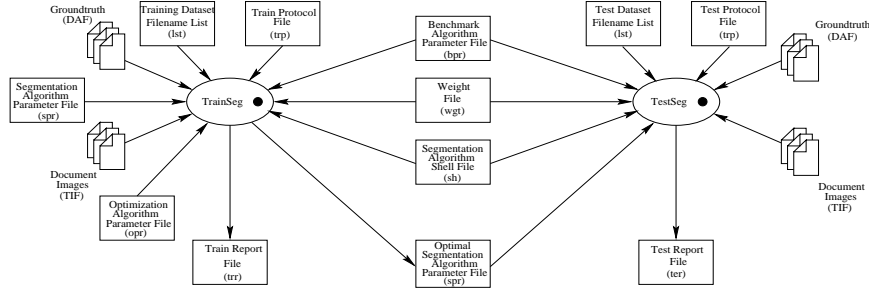 Groundtruth
(DAF)
Training Dataset
Filename List
(lst)
Train Protocol
File
(trp)
Benchmark
Algorithm
Parameter File
(bpr)
Test Dataset
Filename List
(lst)
Test Protocol
File
(trp)
Groundtruth
(DAF)
Segmentation
Algorithm
Parameter File
(spr)
TrainSeg
Weight
File
(wgt)
TestSeg
Document
Images
(TIF)
Segmentation
Algorithm
Shell File
(sh)
Document
Images
(TIF)
Optimization
Algorithm
Parameter File
(opr)
Train Report
File
(trr)
Optimal
Segmentation
Algorithm
Parameter File
(spr)
Test Report
File
(ter)